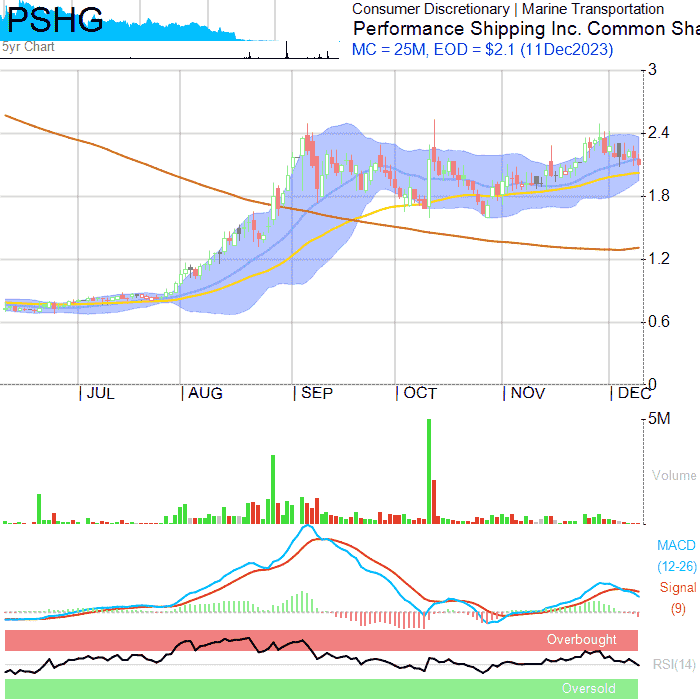 PSHG
5yr Chart
Consumer Discretionary | Marine Transportation
Performance Shipping Inc. Common Sha
MC = 25M, EOD = $2.1 (11Dec2023)
3
2.4
1.8
1.2
0.6
0
| JUL | AUG | SEP | OCT | NOV | DEC
5M
Volume
MACD
(12-26)
Signal
(9)
Overbought
RSI(14)
Oversold